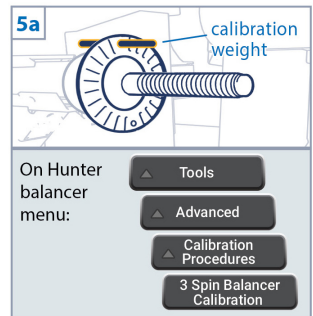 5a
calibration
weight
On Hunter
balancer
menu:
Tools
Advanced
Calibration
Procedures
3 Spin Balancer
Calibration